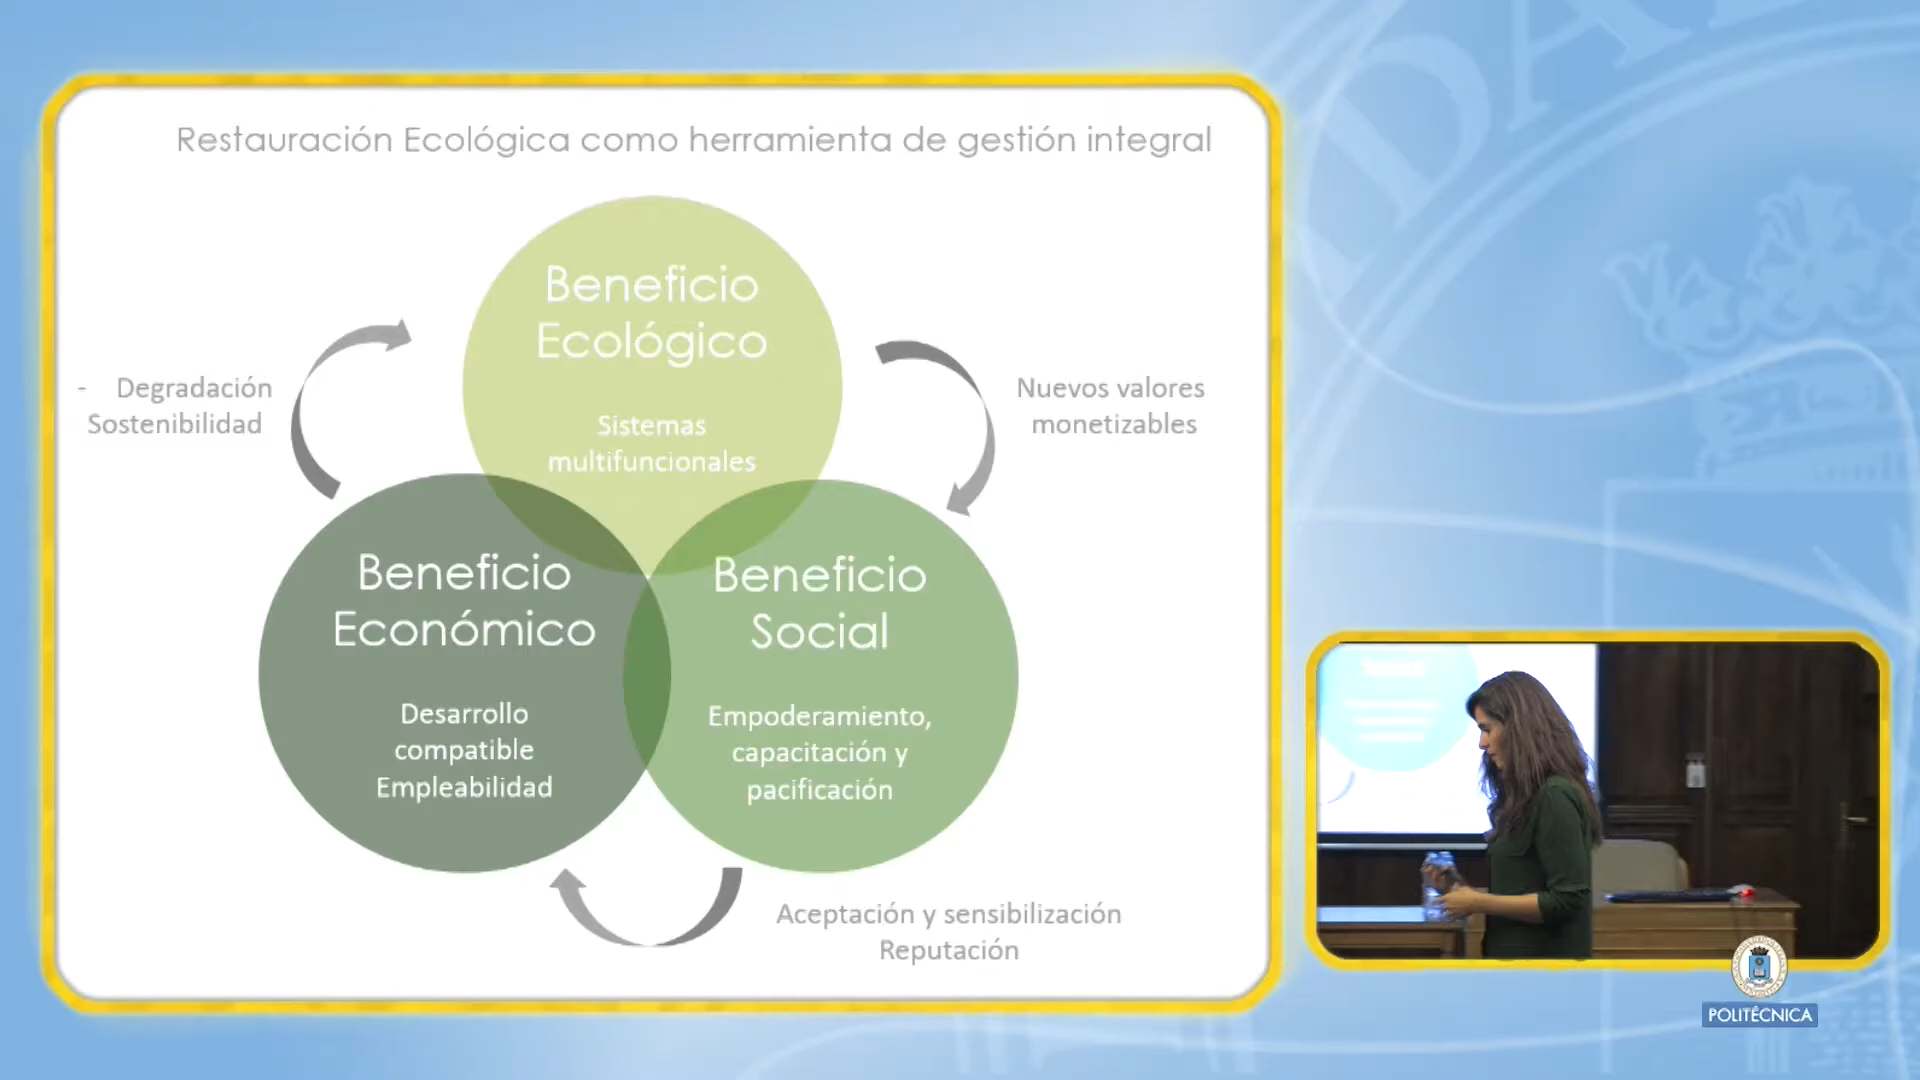 Restauración Ecológica como herramienta de gestión integral
Beneficio
Ecológico
Sistemas
multifuncionales
- Degradación
Sostenibilidad
Nuevos valores
monetizables
Beneficio
Económico
Desarrollo
compatible
Empleabilidad
Beneficio
Social
Empoderamiento,
capacitación y
pacificación
Aceptación y sensibilización
Reputación
POLITÉCNICA